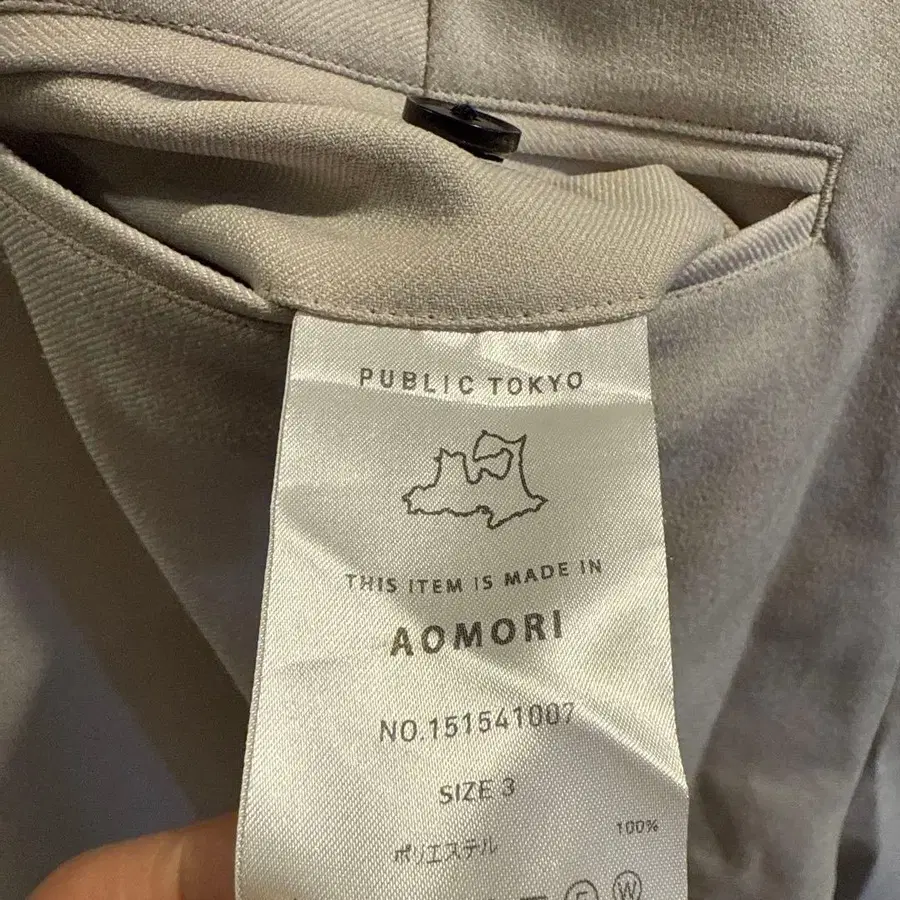 PUBLIC TOKYO
THIS ITEM IS MADE IN
AOMORI
NO.151541007
SIZE 3
ポリエステル 100%
F W